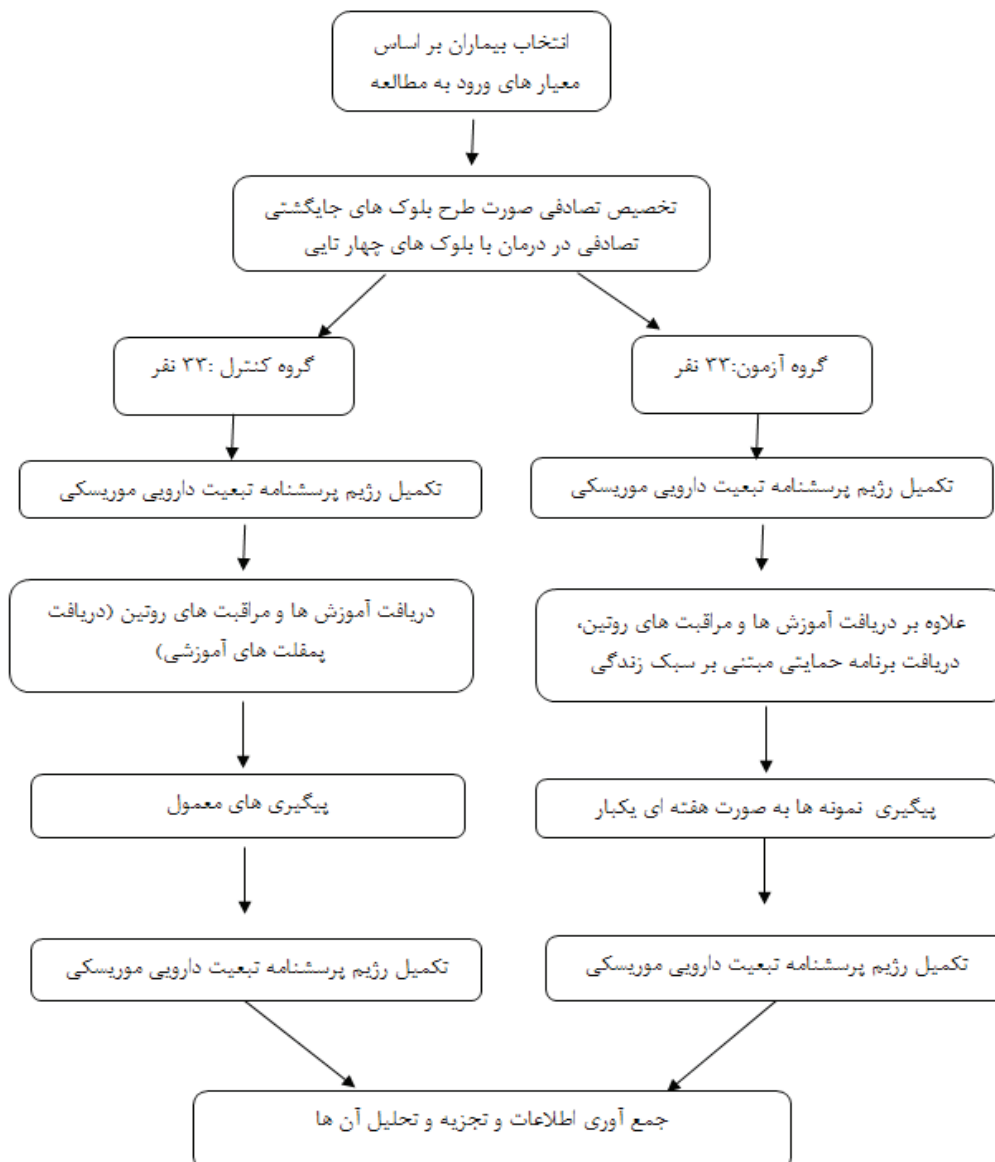 انتخاب بیماران بر اساس
معیار های ورود به مطالعه
تخصیص تصادفی صورت طرح بلوک های جایگشتی
تصادفی در درمان با بلوک های چهار تایی
گروه آزمون:۳۳ نفر
گروه کنترل :۳۳ نفر
تکمیل رژیم پرسشنامه تبعیت دارویی موریسکی
تکمیل رژیم پرسشنامه تبعیت دارویی موریسکی
علاوه بر دریافت آموزش ها و مراقبت های روتین،
دریافت برنامه حمایتی مبتنی بر سبک زندگی
دریافت آموزش ها و مراقبت های روتین (دریافت
پمفلت های آموزشی)
پیگیری نمونه ها به صورت هفته ای یکبار
پیگیری های معمول
تکمیل رژیم پرسشنامه تبعیت دارویی موریسکی
تکمیل رژیم پرسشنامه تبعیت دارویی موریسکی
جمع آوری اطلاعات و تجزیه و تحلیل آن ها